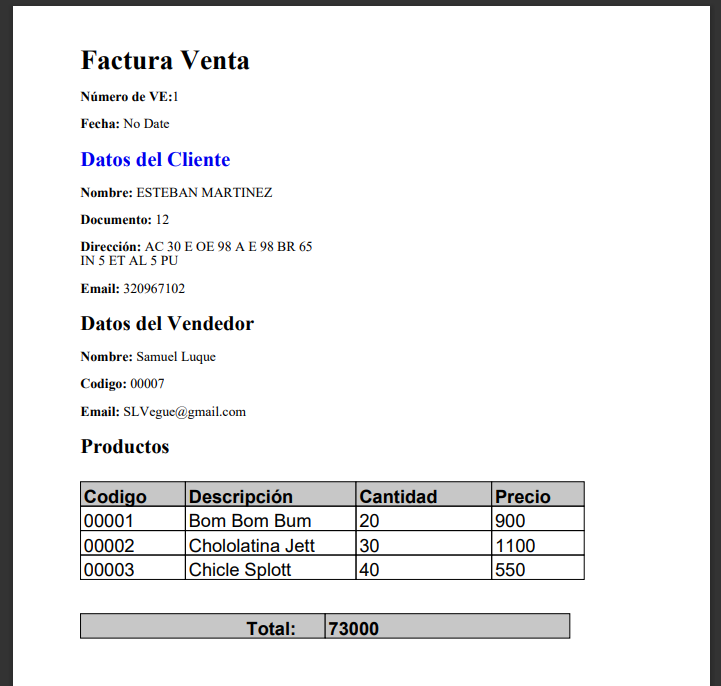 Factura Venta
Número de VE:1
Fecha: No Date
Datos del Cliente
Nombre: ESTEBAN MARTINEZ
Documento: 12
Dirección: AC 30 E OE 98 A E 98 BR 65
IN 5 ET AL 5 PU
Email: 320967102
Datos del Vendedor
Nombre: Samuel Luque
Codigo: 00007
Email: SLVegue@gmail.com
Productos
Codigo Descripción Cantidad Precio
00001 Bom Bom Bum 20 900
00002 Chololatina Jett 30 1100
00003 Chicle Splott 40 550
Total: 73000